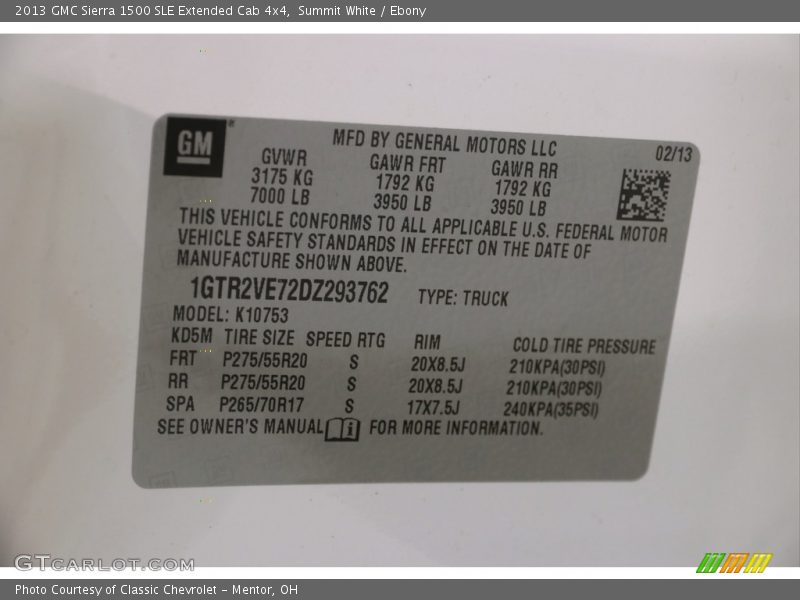 2013 GMC Sierra 1500 SLE Extended Cab 4x4, Summit White / Ebony
GM
MFD BY GENERAL MOTORS LLC
02/13
GVWR GAWR FRT GAWR RR
3175 KG 1792 KG 1792 KG
7000 LB 3950 LB 3950 LB
THIS VEHICLE CONFORMS TO ALL APPLICABLE U.S. FEDERAL MOTOR
VEHICLE SAFETY STANDARDS IN EFFECT ON THE DATE OF
MANUFACTURE SHOWN ABOVE.
1GTR2VE72DZ293762 TYPE: TRUCK
MODEL: K10753
KD5M TIRE SIZE SPEED RTG RIM COLD TIRE PRESSURE
FRT P275/55R20 S 20X8.5J 210KPA(30PSI)
RR P275/55R20 S 20X8.5J 210KPA(30PSI)
SPA P265/70R17 S 17X7.5J 240KPA(35PSI)
SEE OWNER'S MANUAL FOR MORE INFORMATION.
GTCARLOT.COM
Photo Courtesy of Classic Chevrolet - Mentor, OH